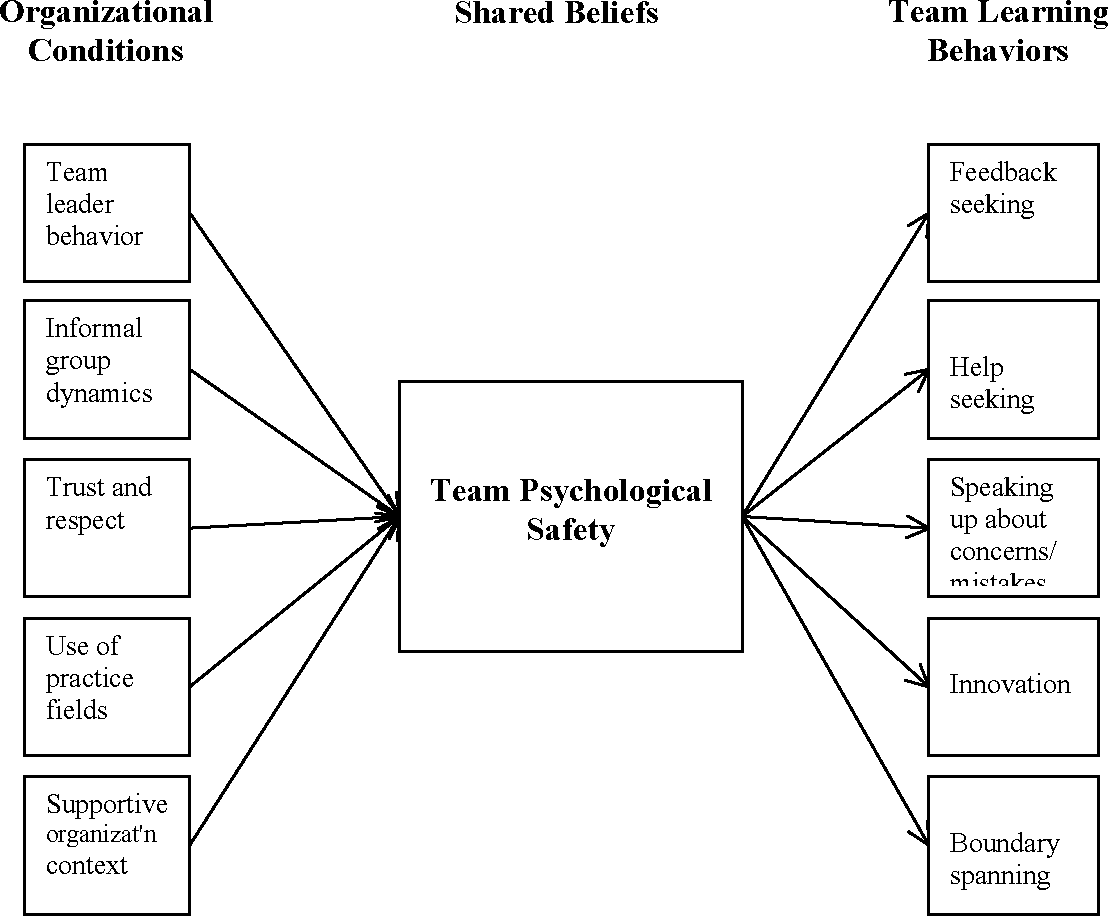 Organizational
Conditions
Shared Beliefs
Team Learning
Behaviors
Team
leader
behavior
Informal
group
dynamics
Trust and
respect
Use of
practice
fields
Supportive
organizat'n
context
Team Psychological
Safety
Feedback
seeking
Help
seeking
Speaking
up about
concerns/
mistakes
Innovation
Boundary
spanning